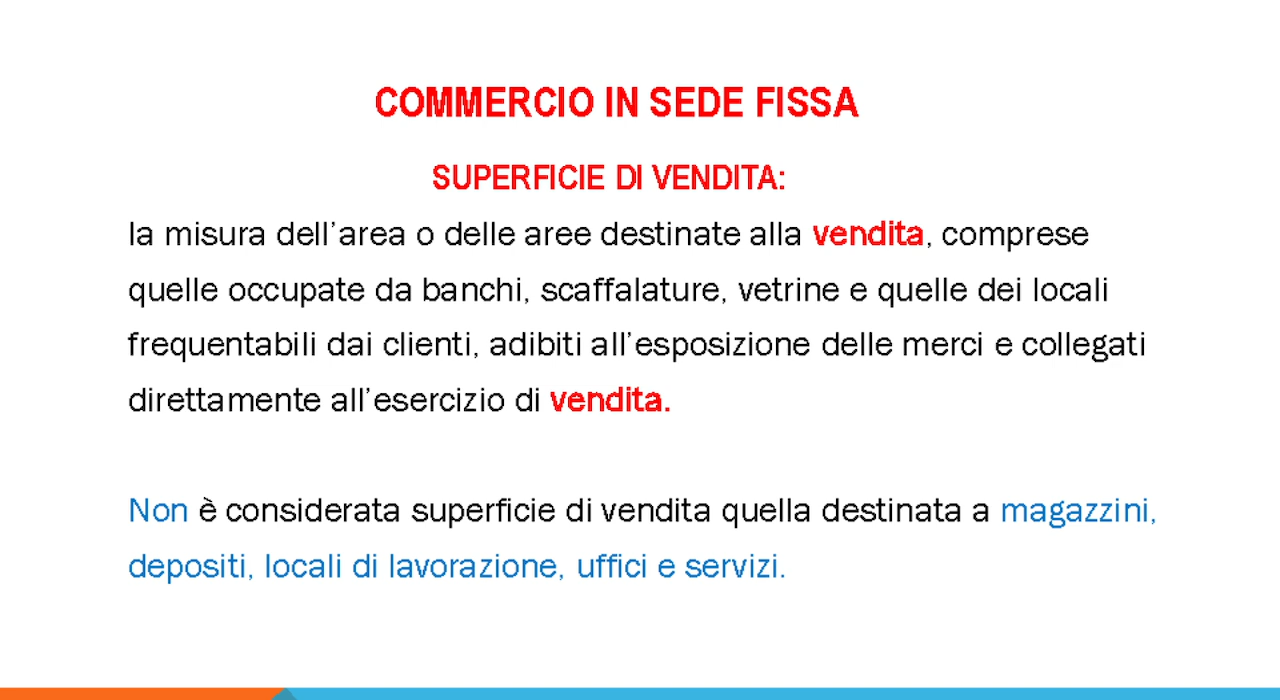 COMMERCIO IN SEDE FISSA
SUPERFICIE DI VENDITA:
la misura dell'area o delle aree destinate alla vendita, comprese
quelle occupate da banchi, scaffalature, vetrine e quelle dei locali
frequentabili dai clienti, adibiti all'esposizione delle merci e collegati
direttamente all'esercizio di vendita.
Non è considerata superficie di vendita quella destinata a magazzini,
depositi, locali di lavorazione, uffici e servizi.